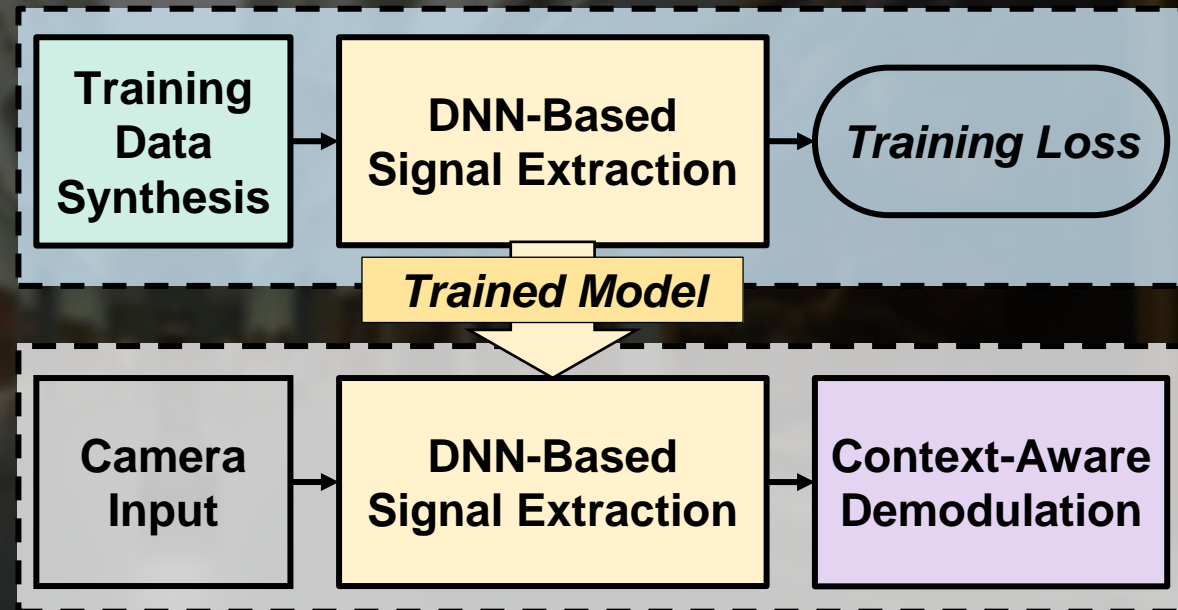 Training
Data
Synthesis
DNN-Based
Signal Extraction
Training Loss
Trained Model
Camera
Input
DNN-Based
Signal Extraction
Context-Aware
Demodulation